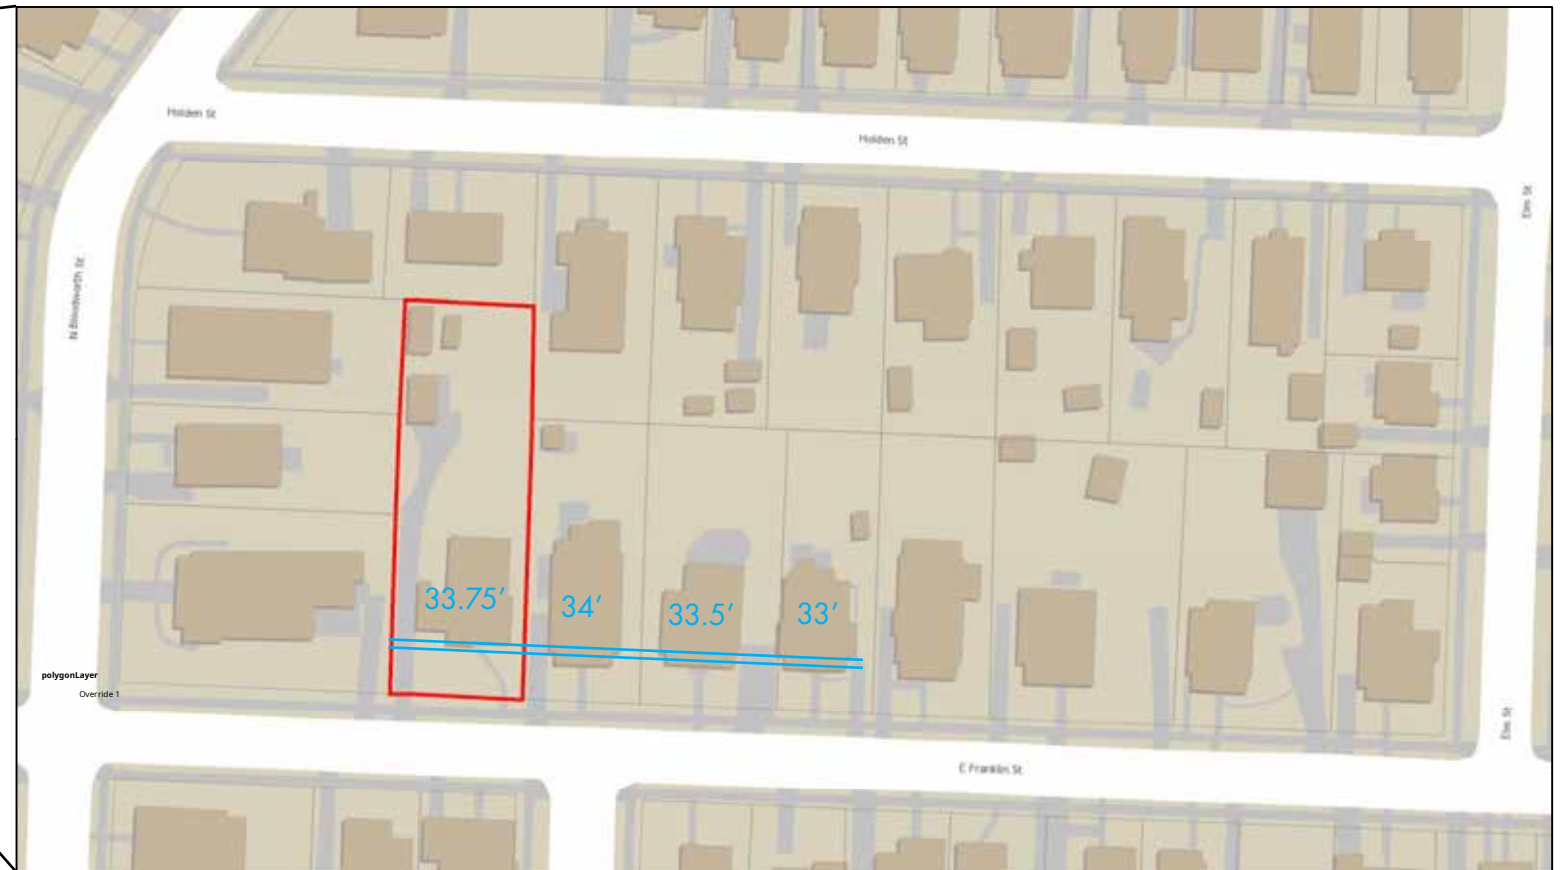 Holden St
Holden St
Elm St
N Bloodworth St
33.75’
34’
33.5’
33’
polygonLayer
Override 1
Elm St
E Franklin St